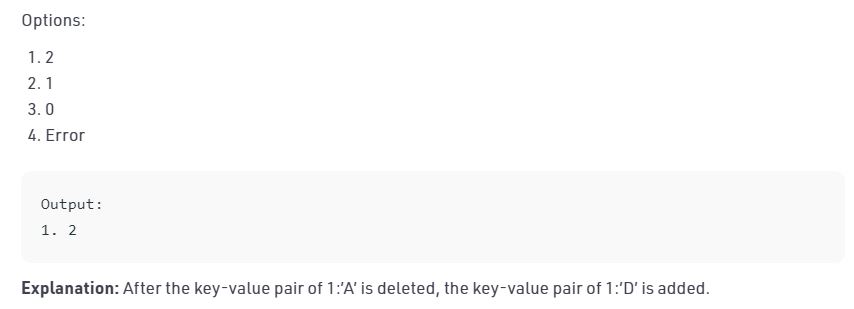 Options:
1. 2
2. 1
3. 0
4. Error
Output:
1. 2
Explanation: After the key-value pair of 1:’A’ is deleted, the key-value pair of 1:’D’ is added.